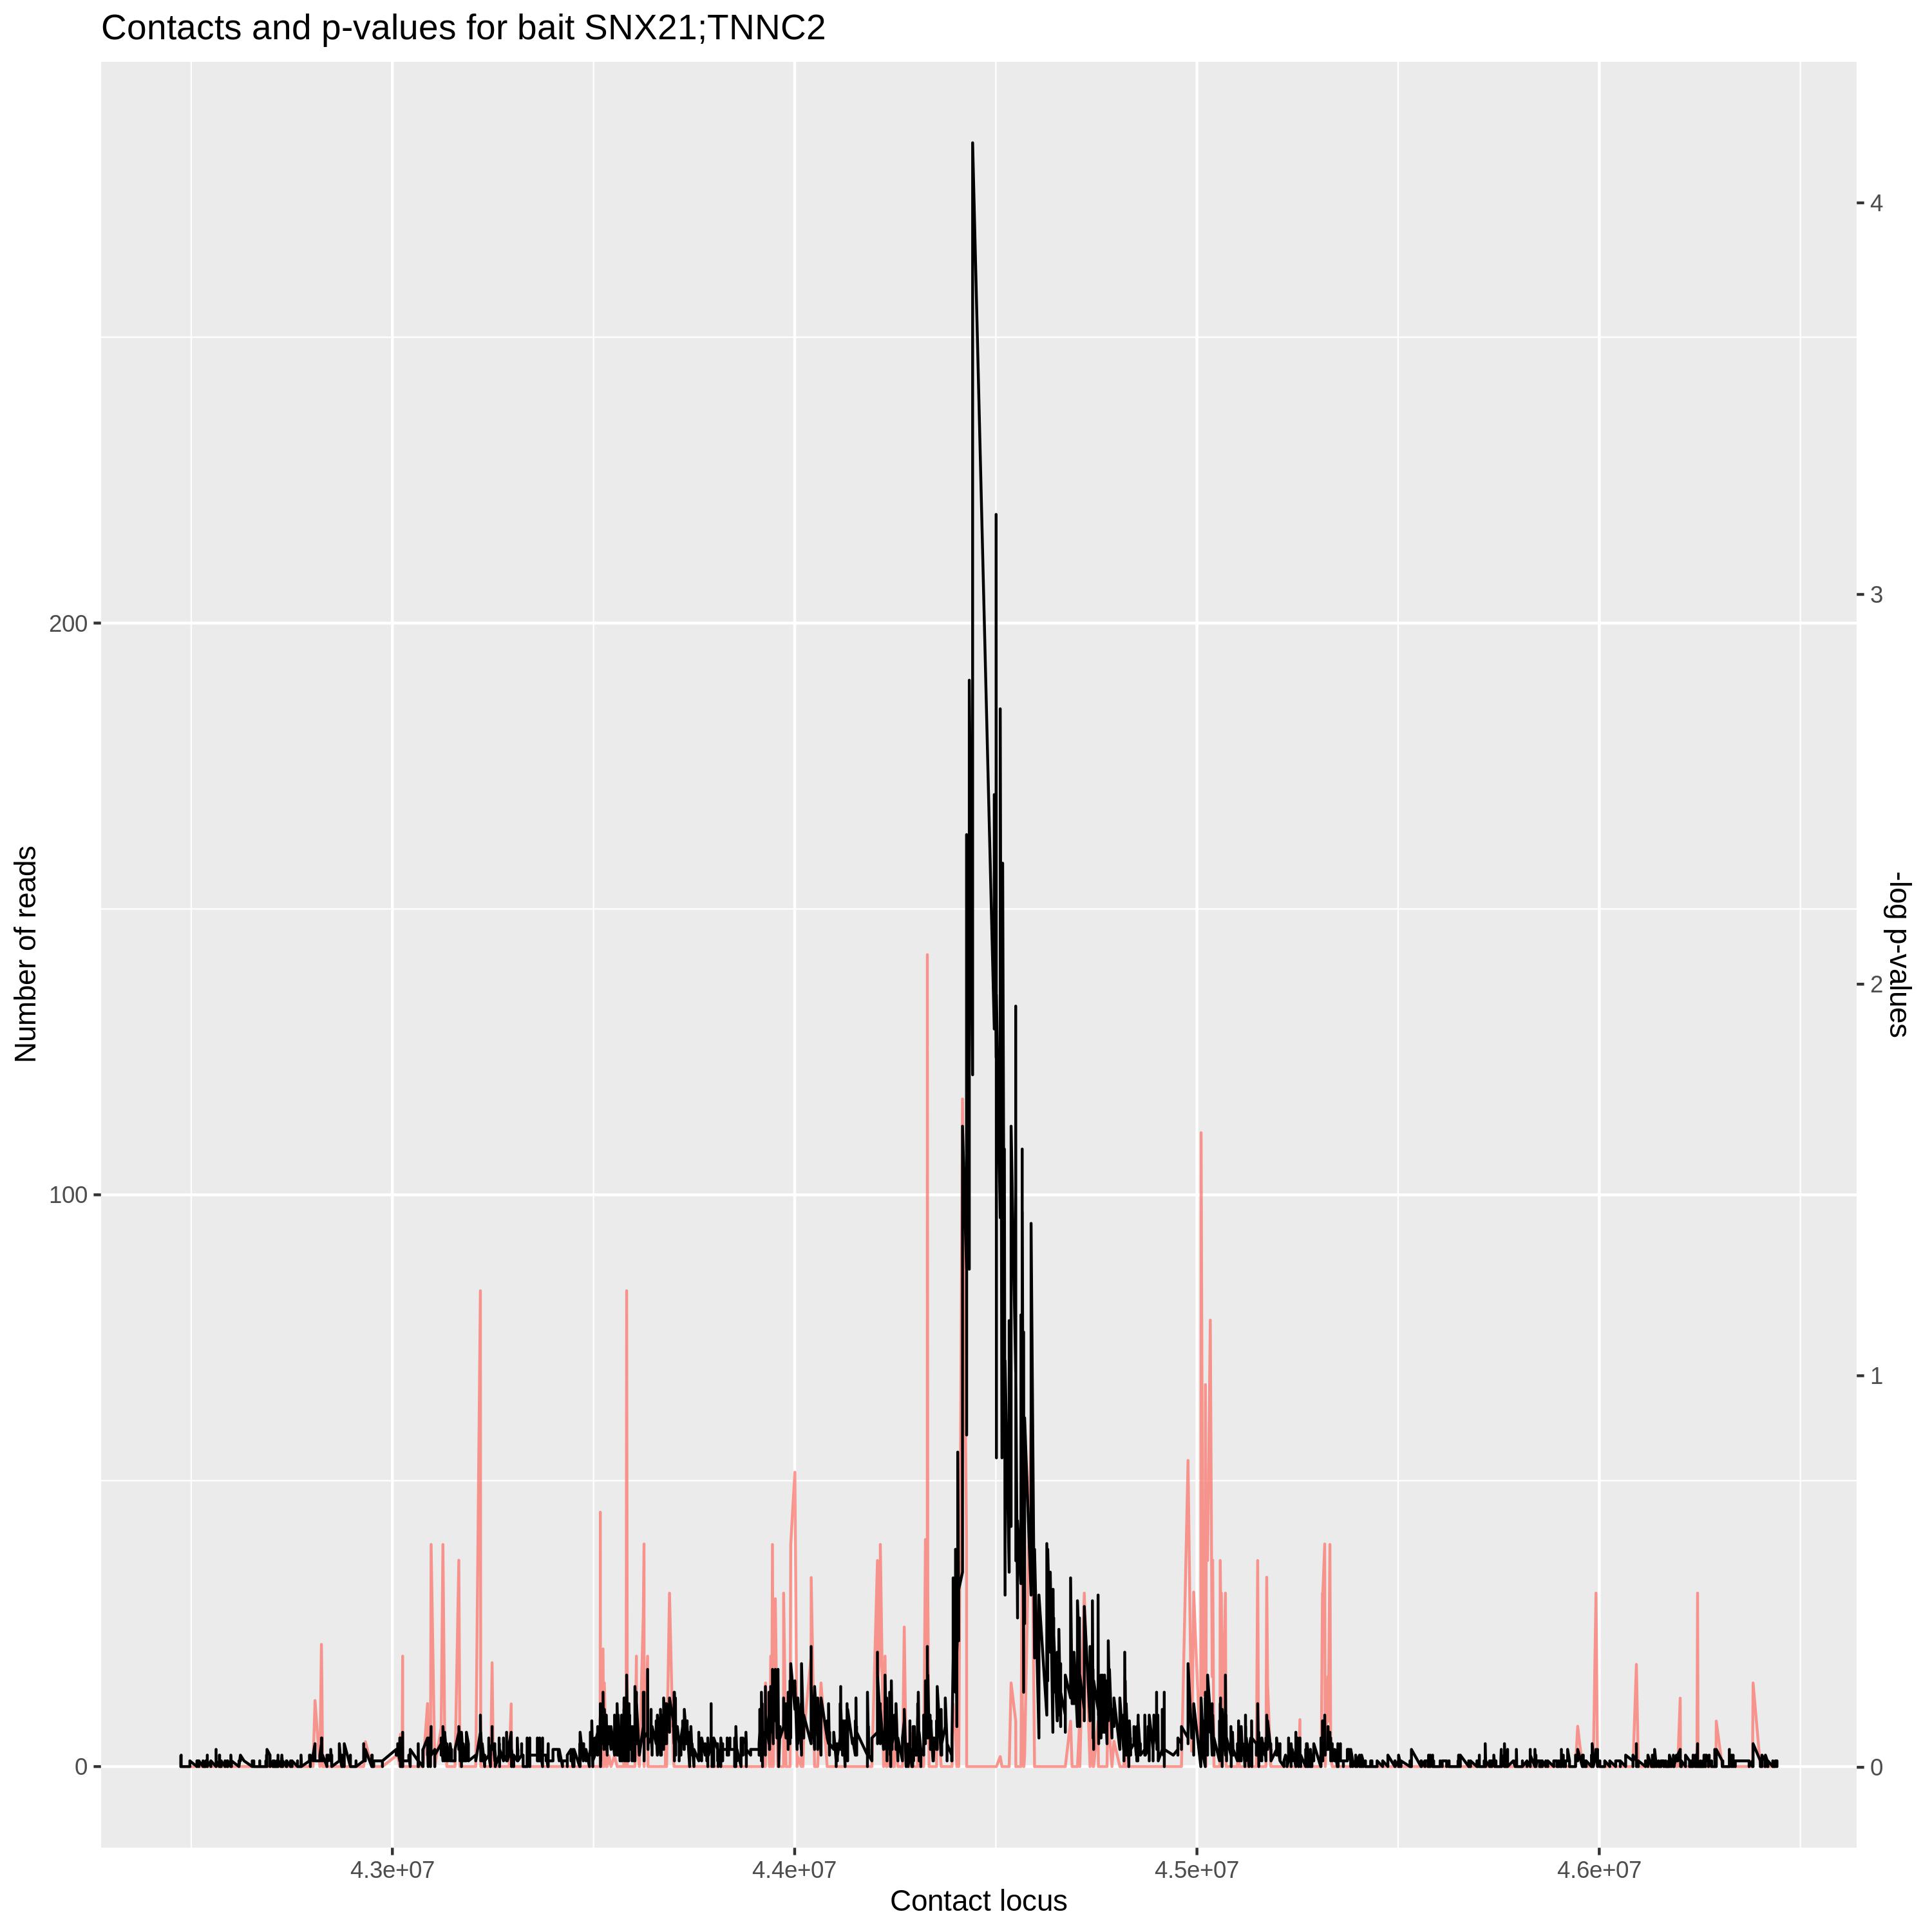 Contacts and p-values for bait SNX21;TNNC2
Number of reads
200
100
0
4
3
2
1
0
-log p-values
4.3e+07
4.4e+07
4.5e+07
4.6e+07
Contact locus